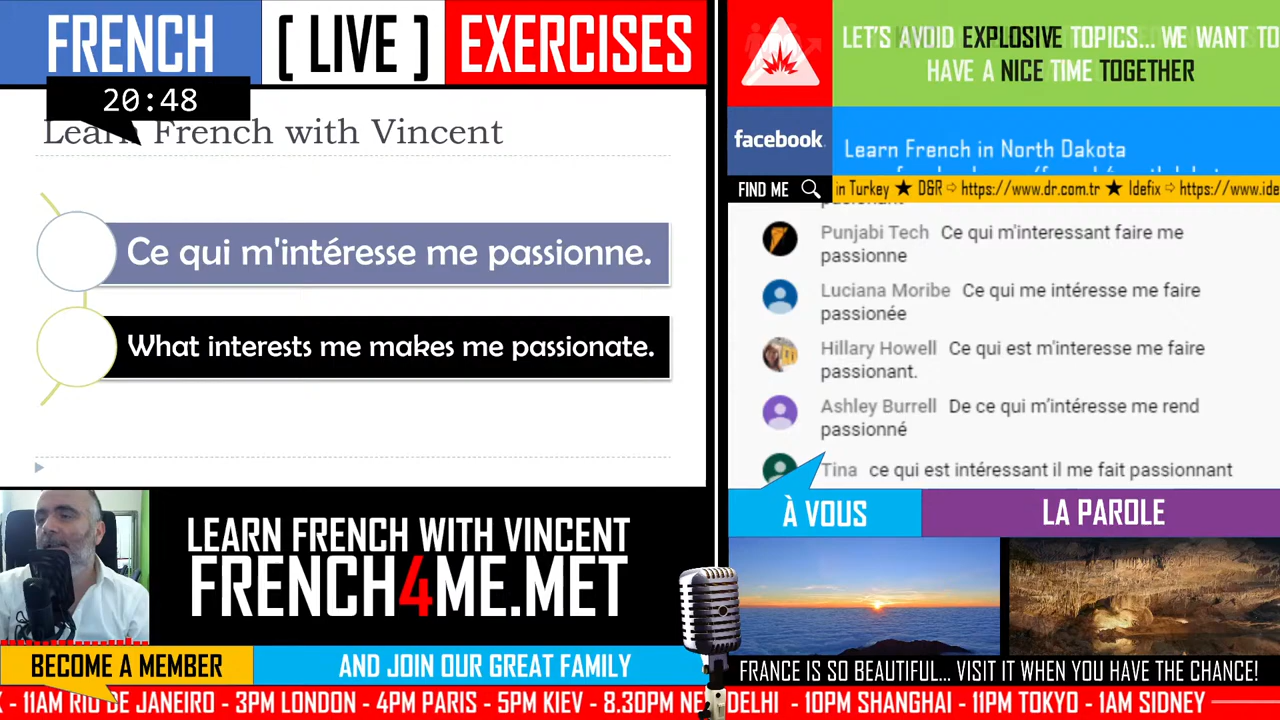 FRENCH
[ LIVE ]
EXERCISES
20:48
Learn French with Vincent
Ce qui m'intéresse me passionne.
What interests me makes me passionate.
LEARN FRENCH WITH VINCENT
FRENCH4ME.MET
BECOME A MEMBER
AND JOIN OUR GREAT FAMILY
LET'S AVOID EXPLOSIVE TOPICS... WE WANT TO
HAVE A NICE TIME TOGETHER
facebook.
Learn French in North Dakota
FIND ME
in Turkey ★ D&R ⇨ https://www.dr.com.tr ★ Idefix ⇨ https://www.ide
Punjabi Tech Ce qui m'interessant faire me
passionne
Luciana Moribe Ce qui me intéresse me faire
passionée
Hillary Howell Ce qui est m'interesse me faire
passionant.
Ashley Burrell De ce qui m'intéresse me rend
passionné
Tina ce qui est intéressant il me fait passionnant
À VOUS
LA PAROLE
FRANCE IS SO BEAUTIFUL... VISIT IT WHEN YOU HAVE THE CHANCE!
- 11AM RIO DE JANEIRO - 3PM LONDON - 4PM PARIS - 5PM KIEV - 8.30PM NEW DELHI - 10PM SHANGHAI - 11PM TOKYO - 1AM SIDNEY